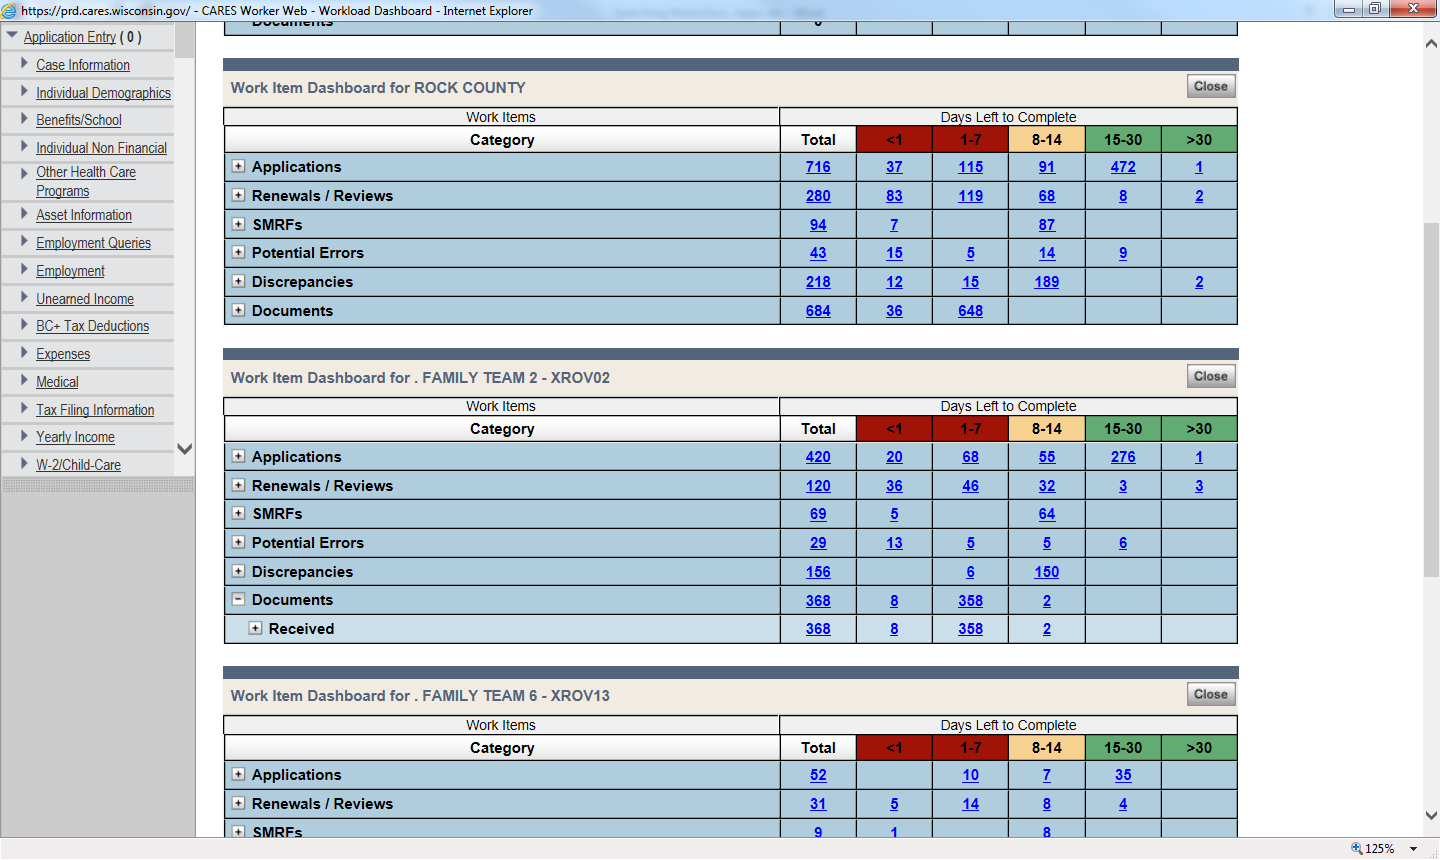 https://prd.cares.wisconsin.gov/ - CARES Worker Web - Workload Dashboard - Internet Explorer
Application Entry ( 0 )
Case Information
Individual Demographics
Benefits/School
Individual Non Financial
Other Health Care
Programs
Asset Information
Employment Queries
Employment
Unearned Income
BC+ Tax Deductions
Expenses
Medical
Tax Filing Information
Yearly Income
W-2/Child-Care
Documents 0
Work Item Dashboard for ROCK COUNTY Close
Work Items Days Left to Complete
Category Total <1 1-7 8-14 15-30 >30
Applications 716 37 115 91 472 1
Renewals / Reviews 280 83 119 68 8 2
SMRFs 94 7 87
Potential Errors 43 15 5 14 9
Discrepancies 218 12 15 189 2
Documents 684 36 648
Work Item Dashboard for . FAMILY TEAM 2 - XROV02 Close
Work Items Days Left to Complete
Category Total <1 1-7 8-14 15-30 >30
Applications 420 20 68 55 276 1
Renewals / Reviews 120 36 46 32 3 3
SMRFs 69 5 64
Potential Errors 29 13 5 5 6
Discrepancies 156 6 150
Documents 368 8 358 2
Received 368 8 358 2
Work Item Dashboard for . FAMILY TEAM 6 - XROV13 Close
Work Items Days Left to Complete
Category Total <1 1-7 8-14 15-30 >30
Applications 52 10 7 35
Renewals / Reviews 31 5 14 8 4
SMRFs 9 1 8
125%